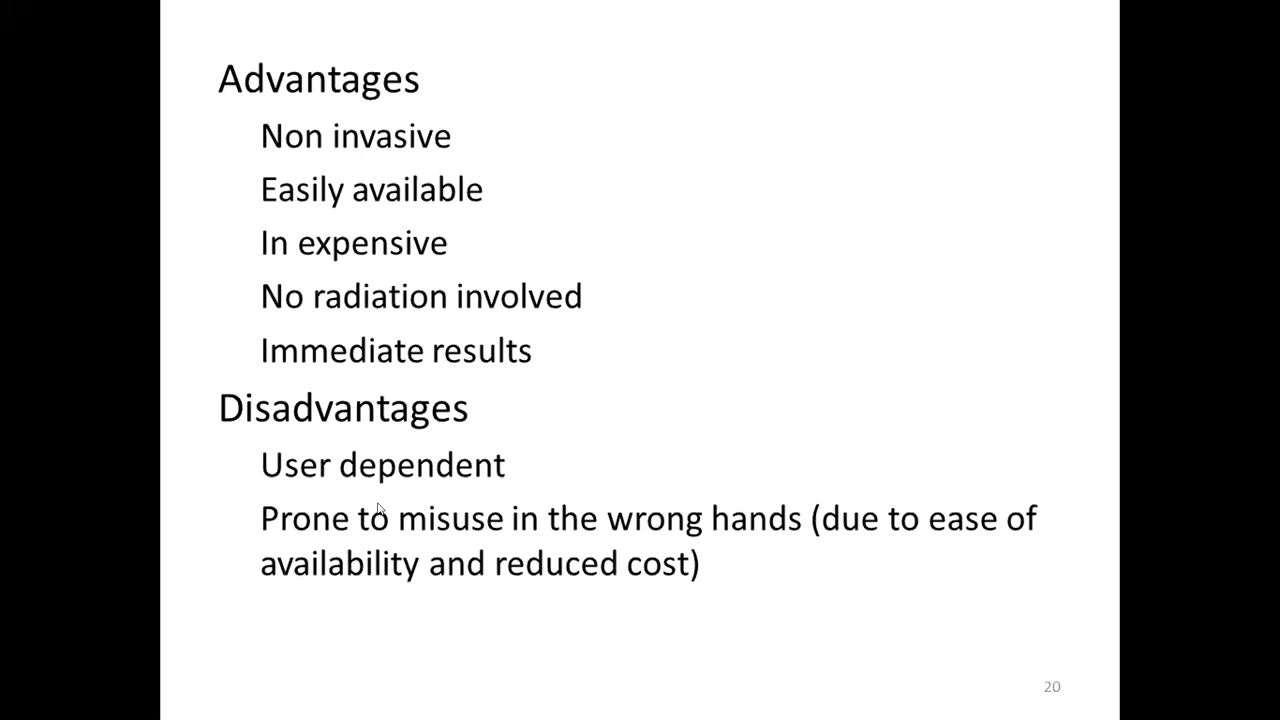 Advantages
Non invasive
Easily available
In expensive
No radiation involved
Immediate results
Disadvantages
User dependent
Prone to misuse in the wrong hands (due to ease of
availability and reduced cost)
20